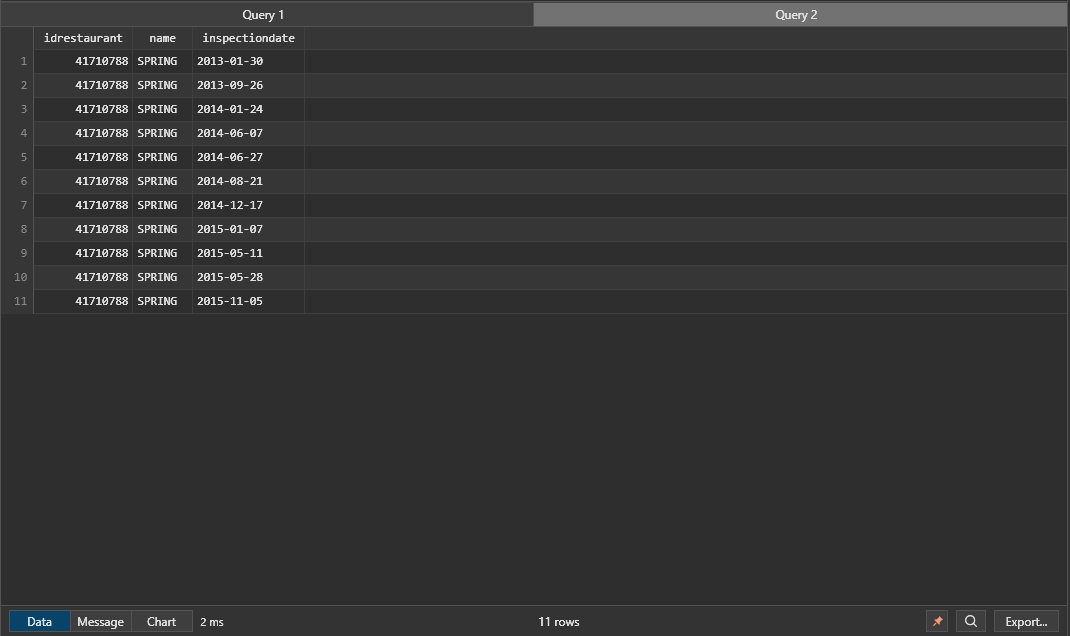 Query 1 Query 2
idrestaurant name inspectiondate
1 41710788 SPRING 2013-01-30
2 41710788 SPRING 2013-09-26
3 41710788 SPRING 2014-01-24
4 41710788 SPRING 2014-06-07
5 41710788 SPRING 2014-06-27
6 41710788 SPRING 2014-08-21
7 41710788 SPRING 2014-12-17
8 41710788 SPRING 2015-01-07
9 41710788 SPRING 2015-05-11
10 41710788 SPRING 2015-05-28
11 41710788 SPRING 2015-11-05
Data Message Chart 2 ms 11 rows Export...